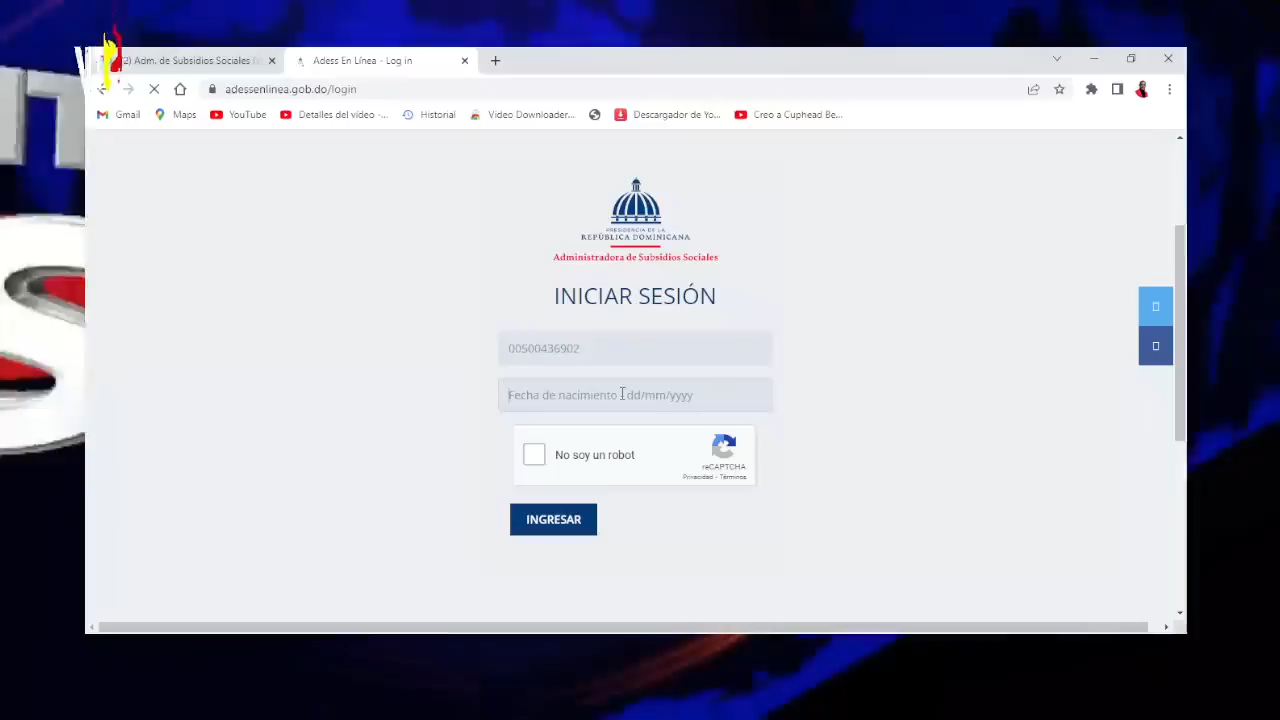 2) Adm. de Subsidios Sociales
Adess En Línea - Log in
adessenlinea.gob.do/login
Gmail
Maps
YouTube
Detalles del vídeo -...
Historial
Video Downloader...
Descargador de Yo...
Creo a Cuphead Be...
PRESIDENCIA DE LA
REPÚBLICA DOMINICANA
Administradora de Subsidios Sociales
INICIAR SESIÓN
00500436902
Fecha de nacimiento dd/mm/yyyy
No soy un robot
reCAPTCHA
Privacidad - Términos
INGRESAR